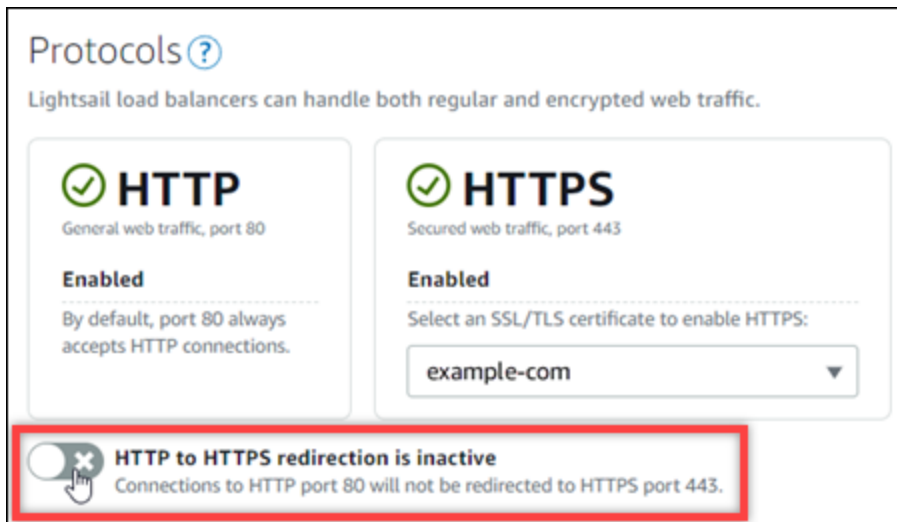 Protocols ?
Lightsail load balancers can handle both regular and encrypted web traffic.
HTTP
General web traffic, port 80
Enabled
By default, port 80 always
accepts HTTP connections.
HTTPS
Secured web traffic, port 443
Enabled
Select an SSL/TLS certificate to enable HTTPS:
example-com
HTTP to HTTPS redirection is inactive
Connections to HTTP port 80 will not be redirected to HTTPS port 443.